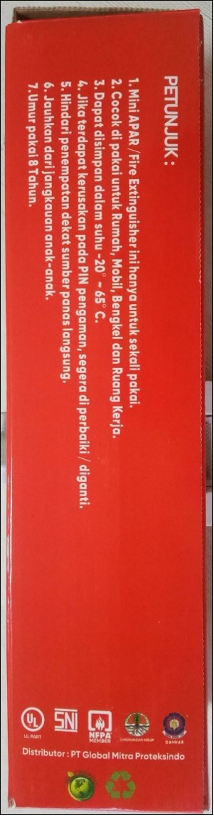 PETUNJUK :
1. Mini APAR / Fire Extinguisher ini hanya untuk sekali pakai.
2. Cocok di pakai untuk Rumah, Mobil, Bengkel dan Ruang Kerja.
3. Dapat disimpan dalam suhu -20° ~ 65° C.
4. Jika terdapat kerusakan pada PIN pengaman, segera di perbaiki / diganti.
5. Hindari penempatan dekat sumber panas langsung.
6. Jauhkan dari jangkauan anak-anak.
7. Umur pakai 8 Tahun.
UL
SNI
NFPA
MEMBER
DAMKAR
Distributor : PT Global Mitra Proteksindo